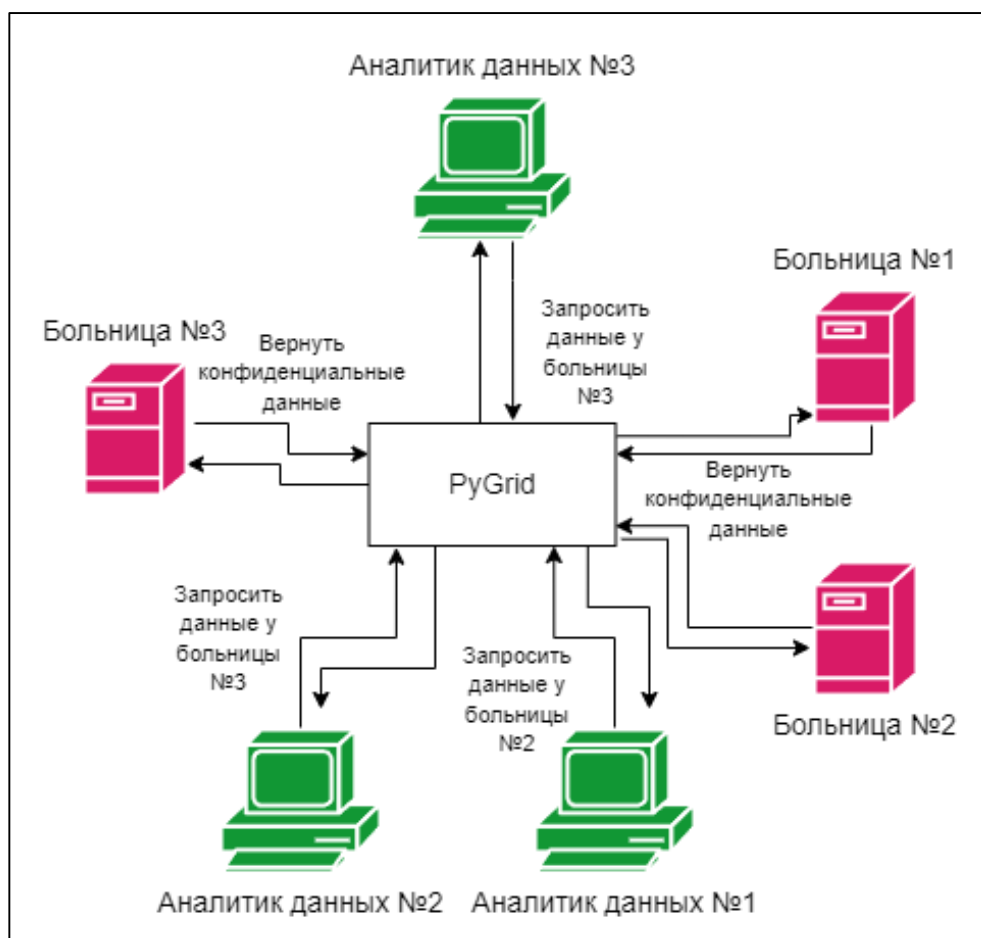 Аналитик данных №3
Больница №1
Запросить
данные у
больницы
№3
Больница №3
Вернуть
конфиденциальные
данные
PyGrid
Вернуть
конфиденциальные
данные
Запросить
данные у
больницы
№3
Запросить
данные у
больницы
№2
Больница №2
Аналитик данных №2
Аналитик данных №1